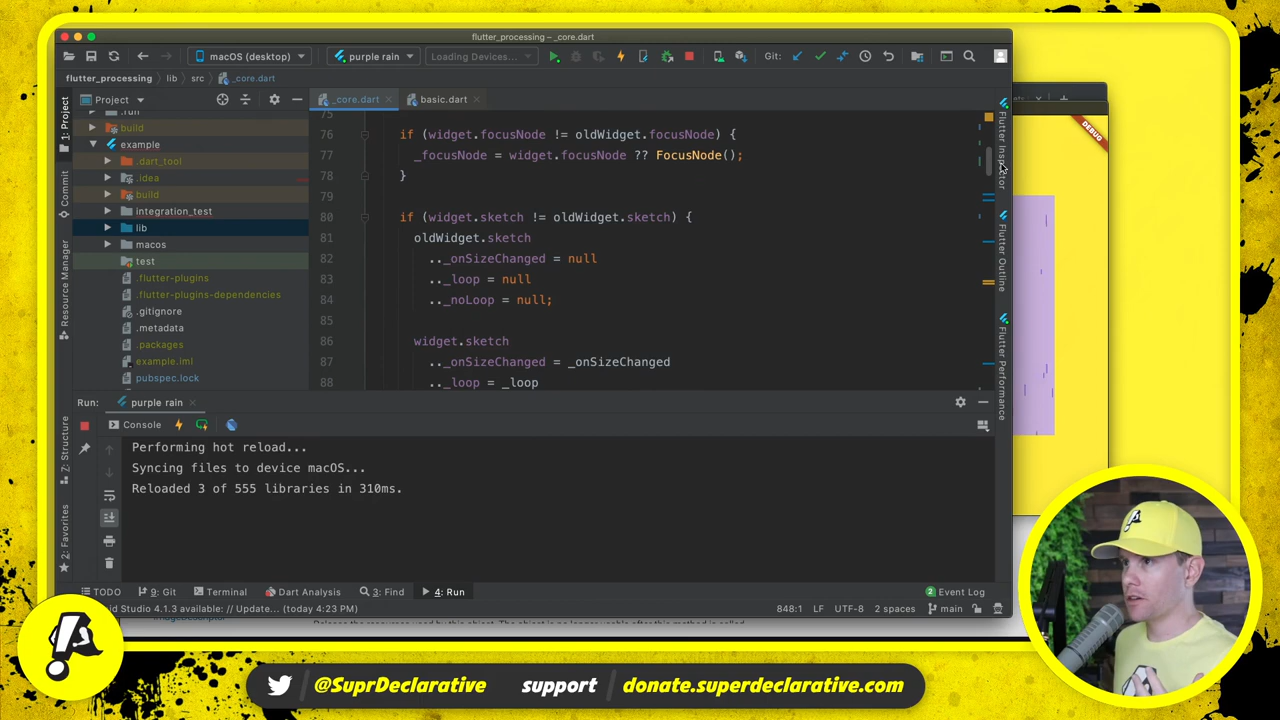 flutter_processing – _core.dart
macOS (desktop)
purple rain
Loading Devices...
Git:
flutter_processing
lib
src
_core.dart
1: Project
Commit
Resource Manager
Z: Structure
2: Favorites
Project
.run
build
example
.dart_tool
.idea
build
integration_test
lib
macos
test
.flutter-plugins
.flutter-plugins-dependencies
.gitignore
.metadata
.packages
example.iml
pubspec.lock
_core.dart
basic.dart
75
76 if (widget.focusNode != oldWidget.focusNode) {
77 _focusNode = widget.focusNode ?? FocusNode();
78 }
79
80 if (widget.sketch != oldWidget.sketch) {
81 oldWidget.sketch
82 .._onSizeChanged = null
83 .._loop = null
84 .._noLoop = null;
85
86 widget.sketch
87 .._onSizeChanged = _onSizeChanged
88 .._loop = _loop
Flutter Inspector
Flutter Outline
Flutter Performance
DEBUG
Run:
purple rain
Console
Performing hot reload...
Syncing files to device macOS...
Reloaded 3 of 555 libraries in 310ms.
TODO
9: Git
Terminal
Dart Analysis
3: Find
4: Run
2 Event Log
Studio 4.1.3 available: // Update... (today 4:23 PM)
848:1
LF
UTF-8
2 spaces
main
@SuprDeclarative
support
donate.superdeclarative.com